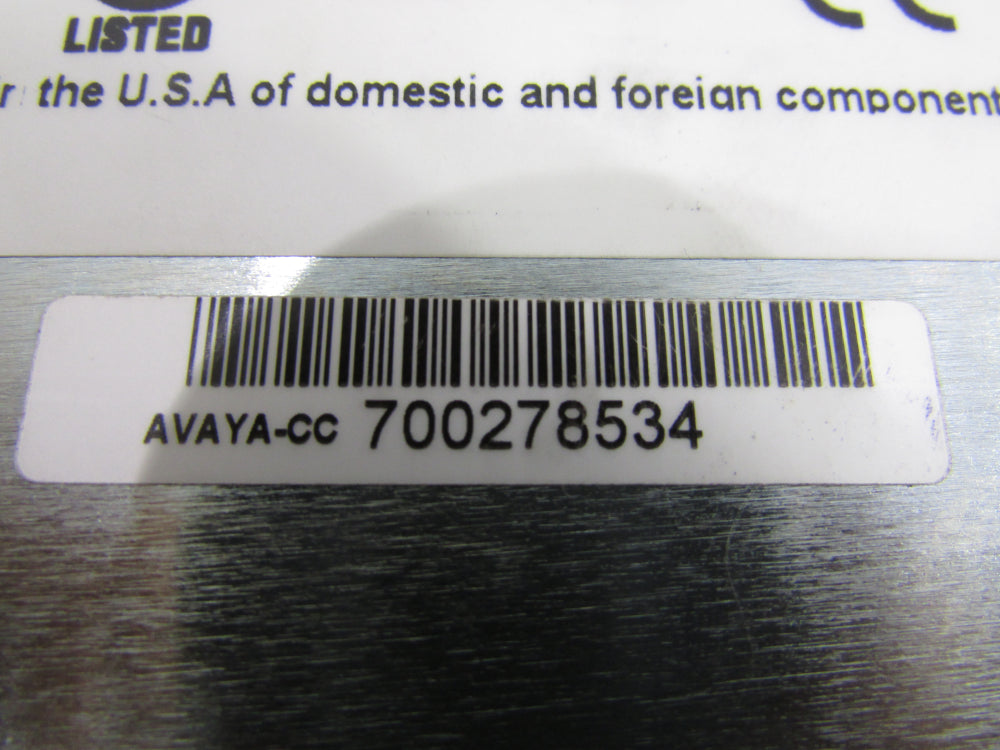 LISTED
the U.S.A of domestic and foreign component
AVAYA-CC 700278534